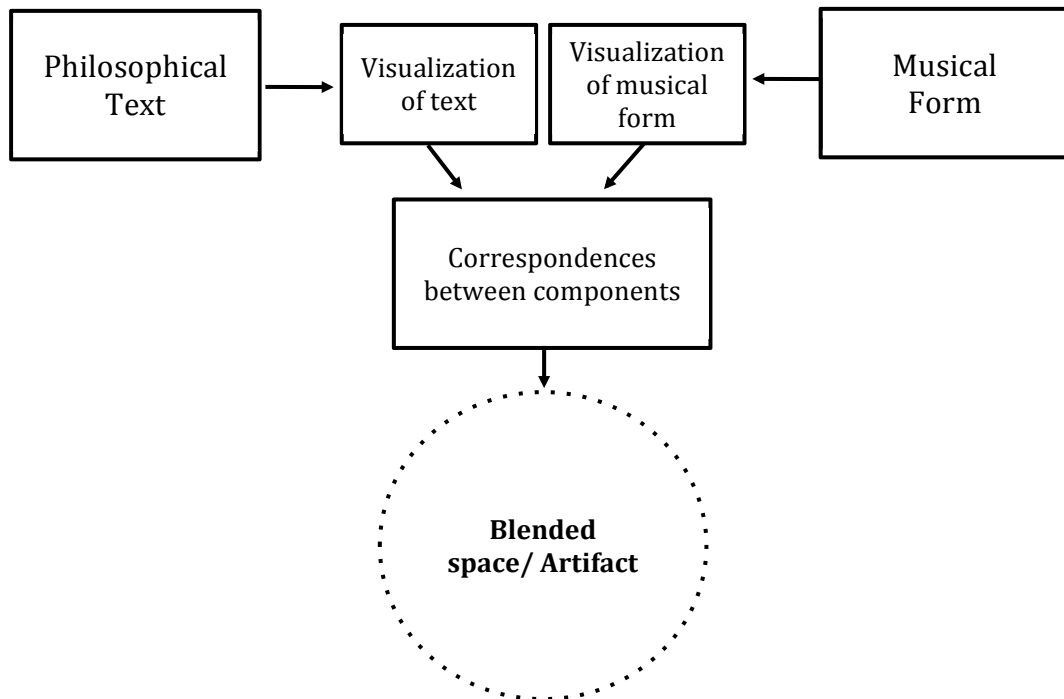 Philosophical
Text
Visualization
of text
Visualization
of musical
form
Musical
Form
Correspondences
between components
Blended
space/ Artifact